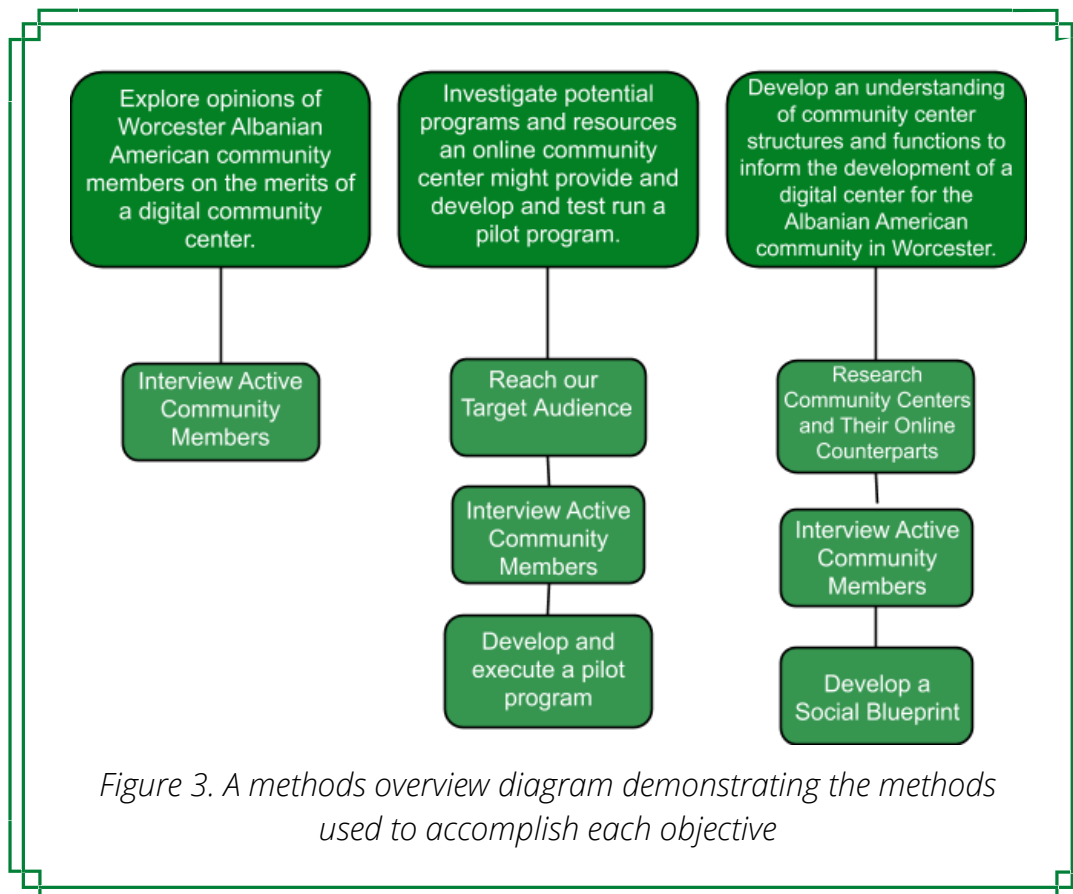 Explore opinions of
Worcester Albanian
American community
members on the merits of
a digital community
center.
Interview Active
Community
Members
Investigate potential
programs and resources
an online community
center might provide and
develop and test run a
pilot program.
Reach our
Target Audience
Interview Active
Community
Members
Develop and
execute a pilot
program
Develop an understanding
of community center
structures and functions to
inform the development of a
digital center for the
Albanian American
community in Worcester.
Research
Community Centers
and Their Online
Counterparts
Interview Active
Community
Members
Develop a
Social Blueprint
Figure 3. A methods overview diagram demonstrating the methods
used to accomplish each objective